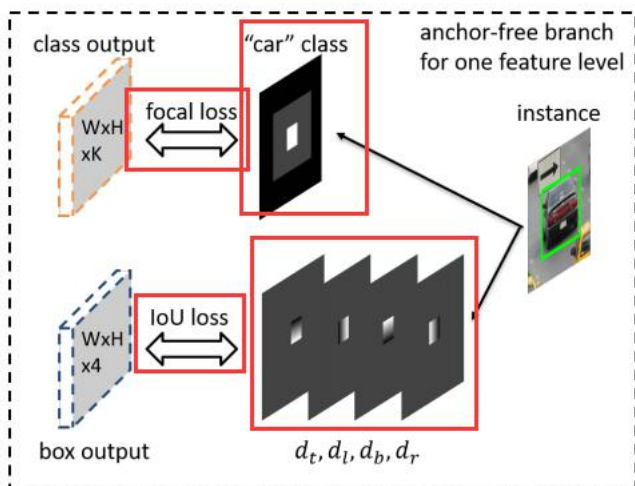 class output
“car” class
anchor-free branch
for one feature level
focal loss
instance
WxH
xK
IoU loss
WxH
x4
box output
d_t, d_l, d_b, d_r